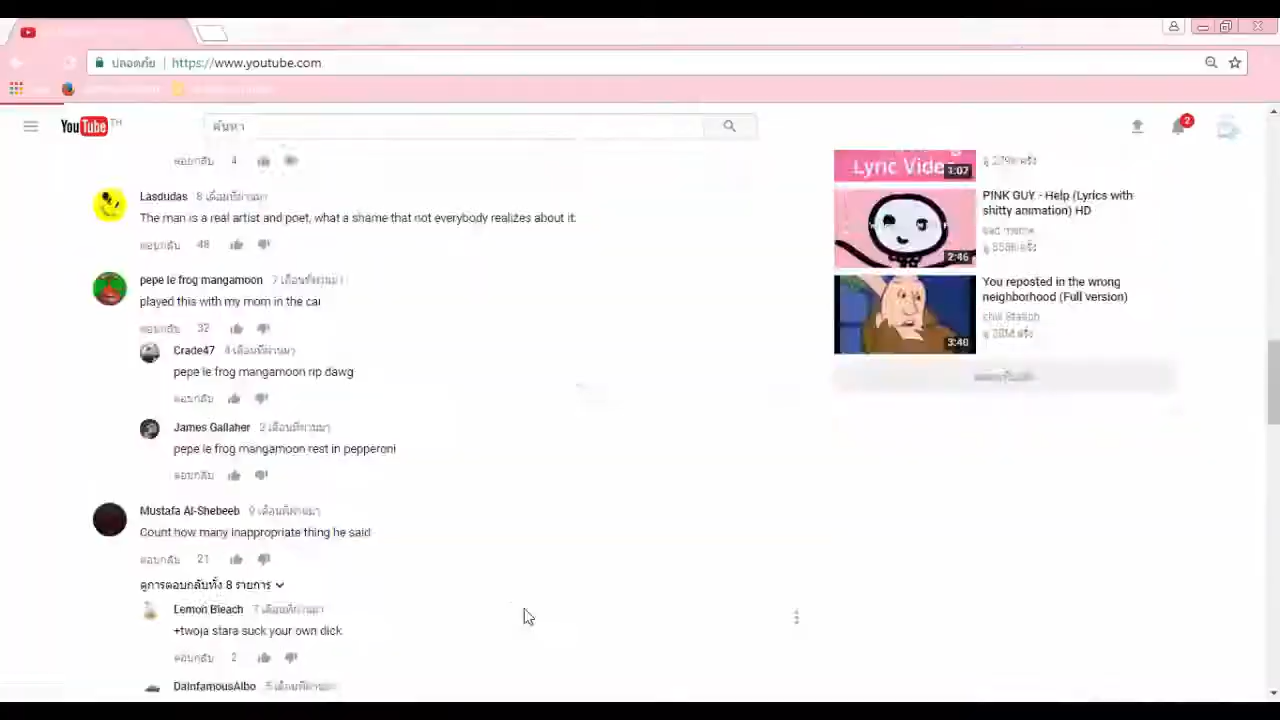 ปลอดภัย https://www.youtube.com
YouTube TH
ค้นหา
2
ตอบกลับ 4
Lasdudas 8 เดือนที่ผ่านมา
The man is a real artist and poet, what a shame that not everybody realizes about it.
ตอบกลับ 48
pepe le frog mangamoon 7 เดือนที่ผ่านมา
played this with my mom in the car
ตอบกลับ 32
Crade47 4 เดือนที่ผ่านมา
pepe le frog mangamoon rip dawg
ตอบกลับ
James Gallaher 3 เดือนที่ผ่านมา
pepe le frog mangamoon rest in pepperoni
ตอบกลับ
Mustafa Al-Shebeeb 9 เดือนที่ผ่านมา
Count how many inappropriate thing he said
ตอบกลับ 21
ดูการตอบกลับทั้ง 8 รายการ
Lemon Bleach 7 เดือนที่ผ่านมา
+twoja stara suck your own dick
ตอบกลับ 2
DaInfamousAlbo 5 เดือนที่ผ่านมา
Lyric Video
1:07
PINK GUY - Help (Lyrics with
shitty animation) HD
sad meme
ดู 858K ครั้ง
2:46
You reposted in the wrong
neighborhood (Full version)
ครั้ง
3:40